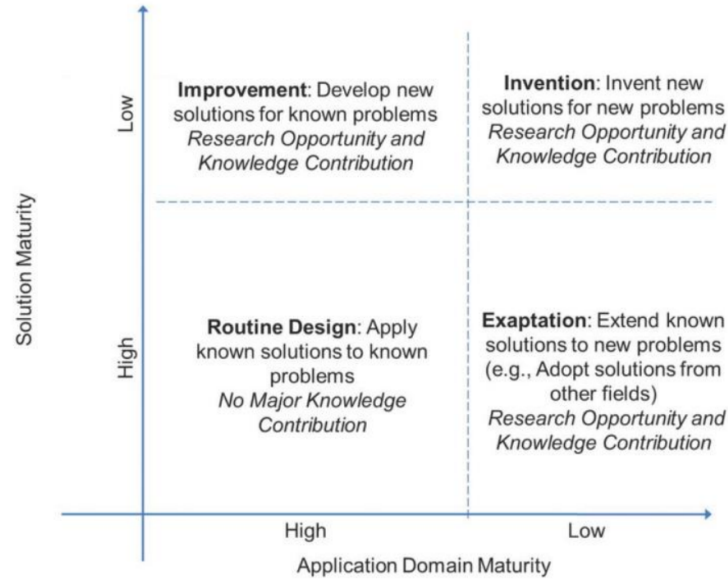 Improvement: Develop new
solutions for known problems
Research Opportunity and
Knowledge Contribution
Invention: Invent new
solutions for new problems
Research Opportunity and
Knowledge Contribution
Low
Solution Maturity
High
Routine Design: Apply
known solutions to known
problems
No Major Knowledge
Contribution
Exaptation: Extend known
solutions to new problems
(e.g., Adopt solutions from
other fields)
Research Opportunity and
Knowledge Contribution
High
Low
Application Domain Maturity